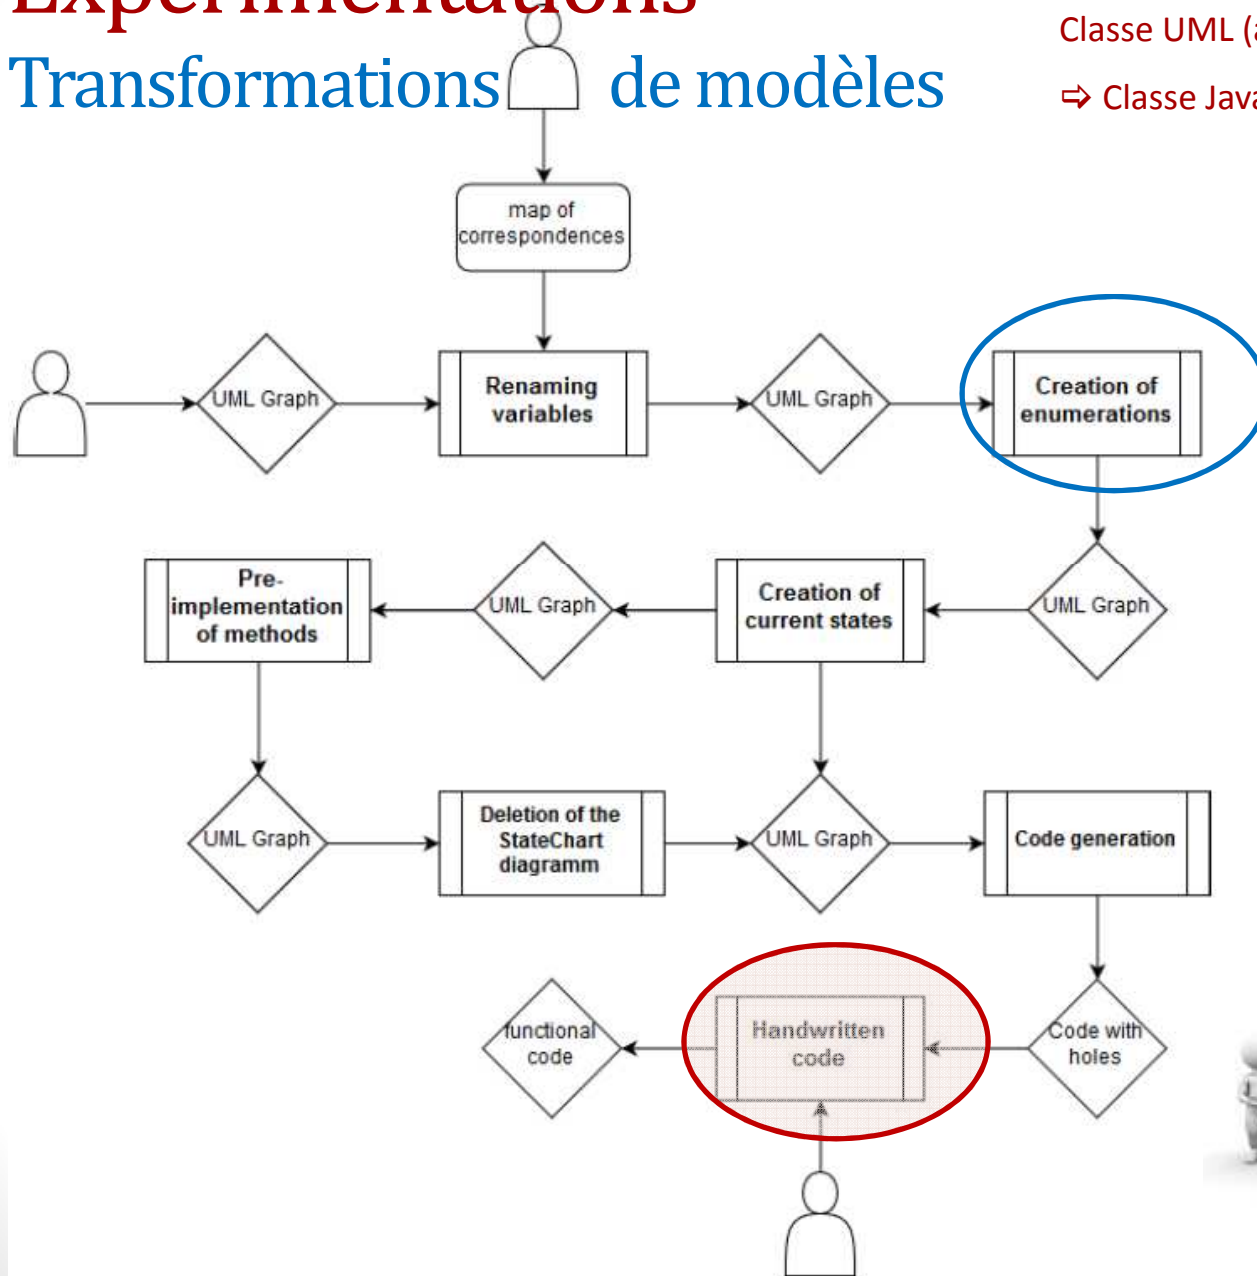 Expérimentations
Transformations de modèles
Classe UML (a
⇨ Classe Java
map of
correspondences
UML Graph
Renaming
variables
UML Graph
Creation of
enumerations
Pre-
implementation
of methods
UML Graph
Creation of
current states
UML Graph
UML Graph
Deletion of the
StateChart
diagramm
UML Graph
Code generation
functional
code
Handwritten
code
Code with
holes